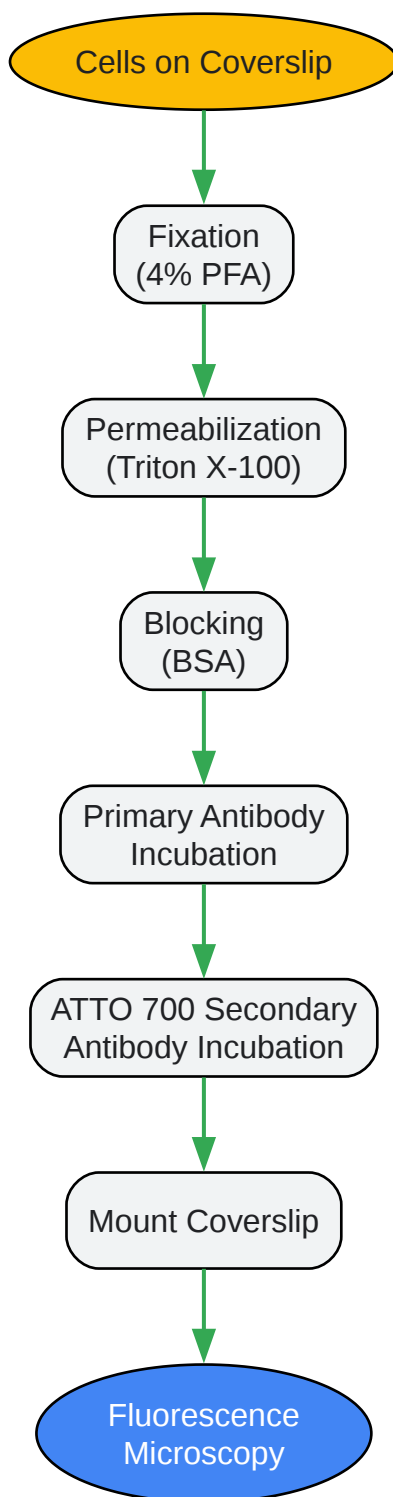 Cells on Coverslip
Fixation
(4% PFA)
Permeabilization
(Triton X-100)
Blocking
(BSA)
Primary Antibody
Incubation
ATTO 700 Secondary
Antibody Incubation
Mount Coverslip
Fluorescence
Microscopy